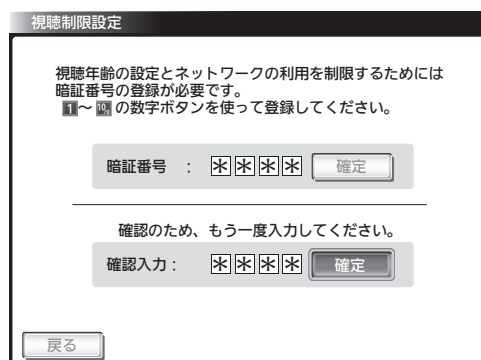 視聴制限設定
視聴年齢の設定とネットワークの利用を制限するためには
暗証番号の登録が必要です。
1～10 の数字ボタンを使って登録してください。
暗証番号 : ＊＊＊＊ 確定
確認のため、もう一度入力してください。
確認入力 : ＊＊＊＊ 確定
戻る